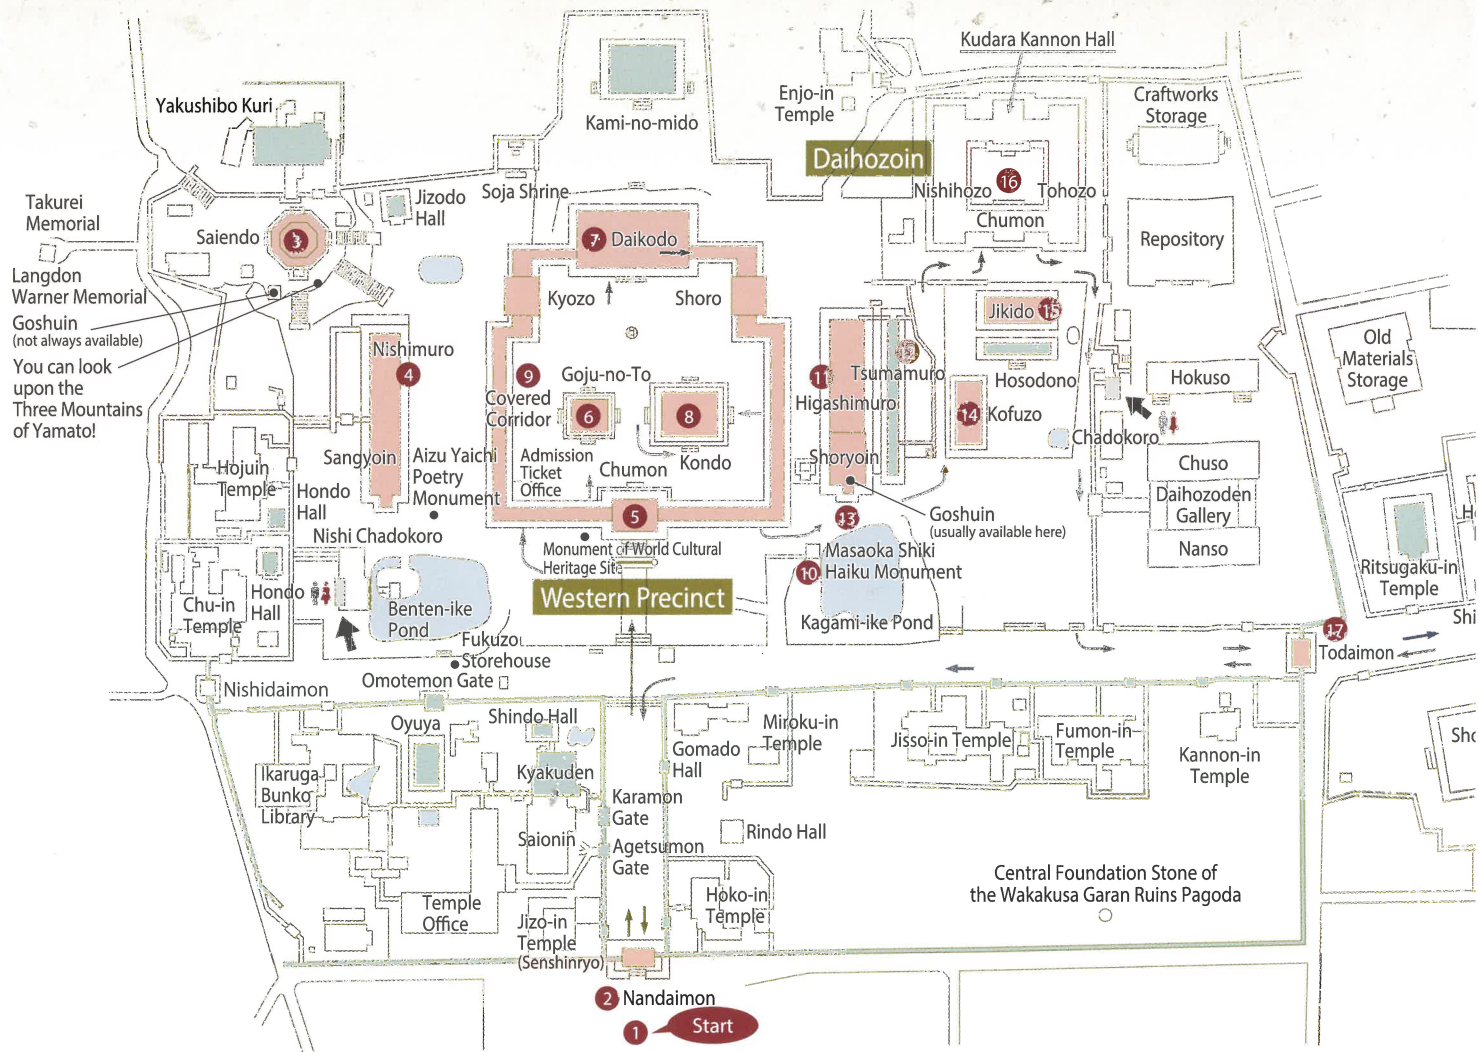 Kudara Kannon Hall
Enjo-in
Temple
Craftworks
Storage
Yakushibo Kuri
Kami-no-mido
Daihozoin
Nishihozo
16
Tohozo
Chumon
Soja Shrine
Jizodo
Hall
Takurei
Memorial
Saiendo
3
7
Daikodo
Repository
Langdon
Warner Memorial
Goshuin
(not always available)
You can look
upon the
Three Mountains
of Yamato!
Kyozo
Shoro
Jikido
15
Nishimuro
4
9
Covered
Corridor
Goju-no-To
6
8
Kondo
11
Higashimuro
Tsumamuro
Hosodono
14
Kofuzo
Hokuso
Old
Materials
Storage
Chadokoro
Sangyoin
Aizu Yaichi
Poetry
Monument
Admission
Ticket
Office
Chumon
5
Shoryoin
Chuso
Daihozoden
Gallery
Nanso
Hojuin
Temple
Hondo
Hall
Nishi Chadokoro
13
Goshuin
(usually available here)
Monument of World Cultural
Heritage Site
10
Masaoka Shiki
Haiku Monument
Ritsugaku-in
Temple
Chu-in
Temple
Hondo
Hall
Benten-ike
Pond
Western Precinct
Kagami-ike Pond
Shi
17
Todaimon
Fukuzo
Storehouse
Omotemon Gate
Nishidaimon
Oyuya
Shindo Hall
Gomado
Hall
Miroku-in
Temple
Jisso-in Temple
Fumon-in
Temple
Kannon-in
Temple
Sho
Ikaruga
Bunko
Library
Kyakuden
Karamon
Gate
Saionin
Agetsumon
Gate
Rindo Hall
Central Foundation Stone of
the Wakakusa Garan Ruins Pagoda
Temple
Office
Jizo-in
Temple
(Senshinryo)
Hoko-in
Temple
2
Nandaimon
1
Start